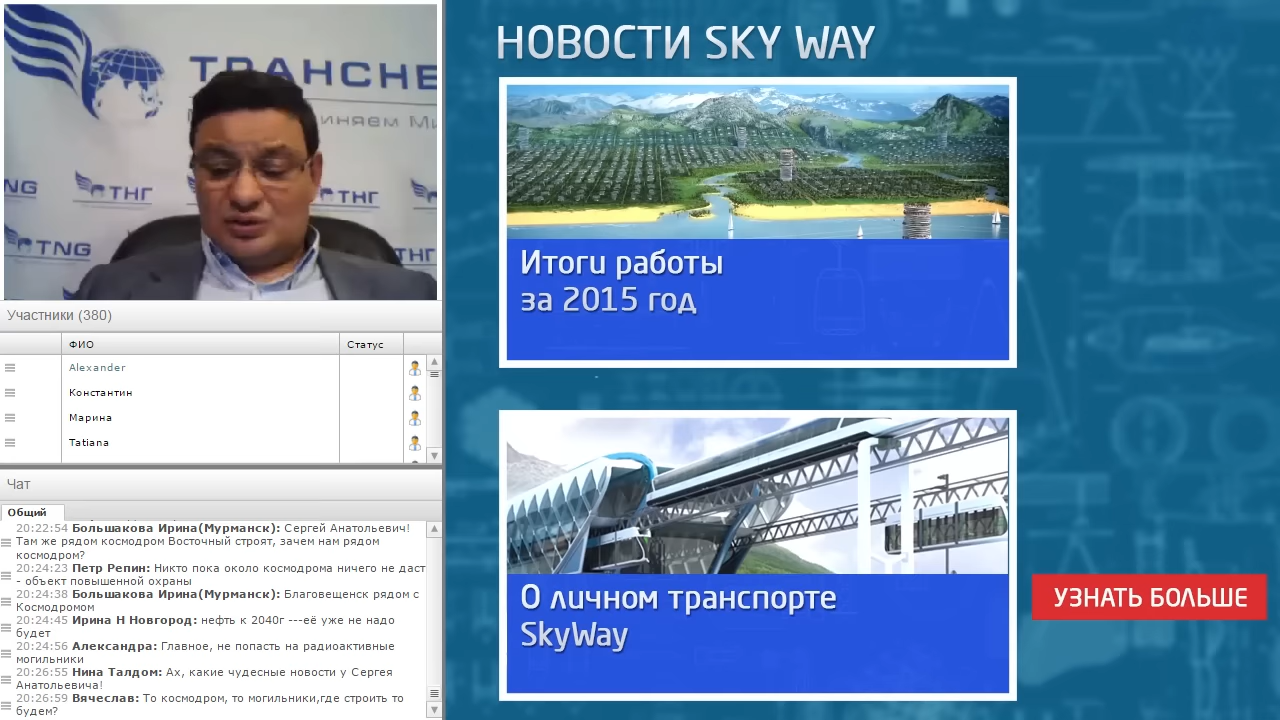 ТРАНСНЕ
иняем Ми
NG
ТНГ
ТНГ
TNG
TNG
ТНГ
Участники (380)
ФИО
Статус
Alexander
Константин
Марина
Tatiana
Чат
Общий
20:22:54 Большакова Ирина(Мурманск): Сергей Анатольевич!
Там же рядом космодром Восточный строят, зачем нам рядом
космодром?
20:24:23 Петр Репин: Никто пока около космодрома ничего не даст
- объект повышенной охраны
20:24:38 Большакова Ирина(Мурманск): Благовещенск рядом с
Космодромом
20:24:45 Ирина Н Новгород: нефть к 2040г ---её уже не надо
будет
20:24:56 Александра: Главное, не попасть на радиоактивные
могильники
20:26:55 Нина Талдом: Ах, какие чудесные новости у Сергея
Анатольевича!
20:26:59 Вячеслав: То космодром, то могильники,где строить то
будем?
НОВОСТИ SKY WAY
Итоги работы
за 2015 год
О личном транспорте
SkyWay
УЗНАТЬ БОЛЬШЕ